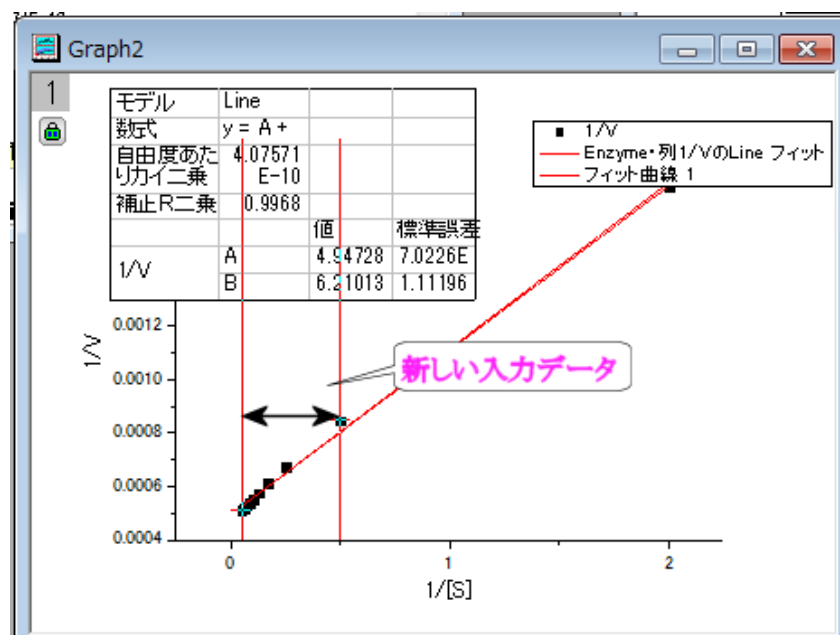 Graph2
1
モデル Line
数式 y = A +
自由度あたりカイ二乗 4.07571E-10
補正R二乗 0.9968
値 標準誤差
1/V
A 4.94728 7.0226E
B 6.21013 1.11196
1/V
Enzyme・列1/VのLine フィット
フィット曲線 1
新しい入力データ
0.0012
0.0010
0.0008
0.0006
0.0004
1/V
0 1 2
1/[S]